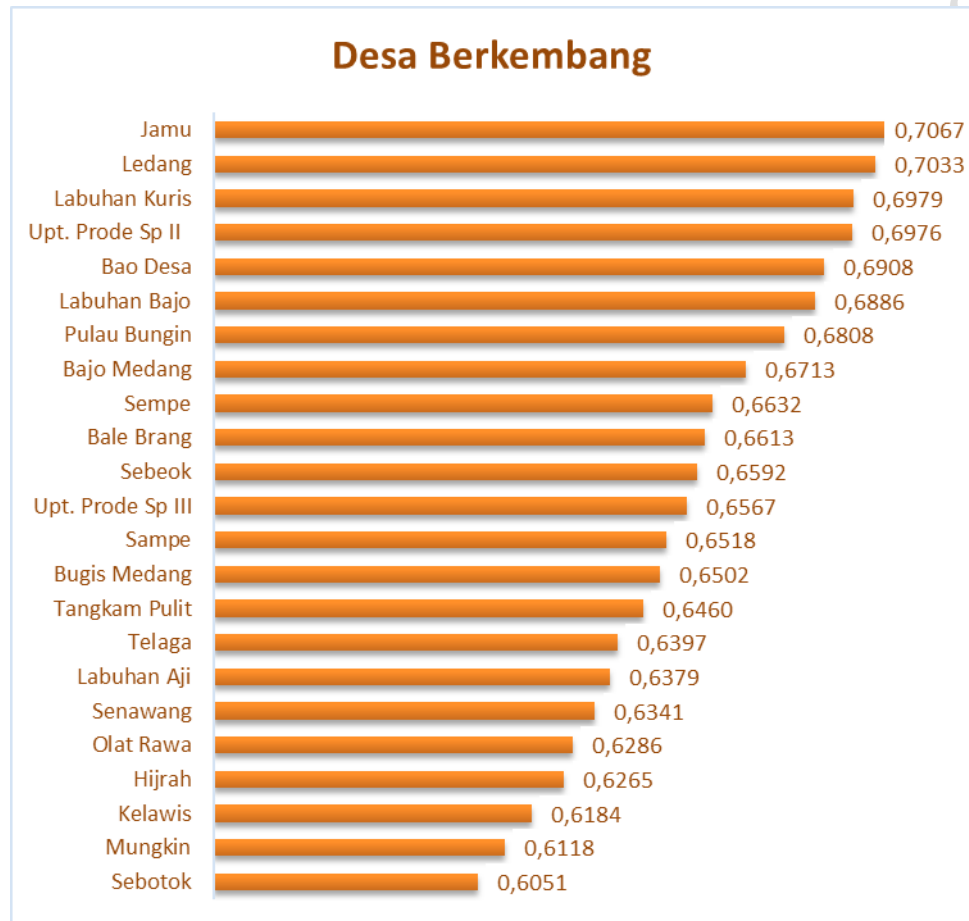 Desa Berkembang
Jamu 0,7067
Ledang 0,7033
Labuhan Kuris 0,6979
Upt. Prode Sp II 0,6976
Bao Desa 0,6908
Labuhan Bajo 0,6886
Pulau Bungin 0,6808
Bajo Medang 0,6713
Sempe 0,6632
Bale Brang 0,6613
Sebeok 0,6592
Upt. Prode Sp III 0,6567
Sampe 0,6518
Bugis Medang 0,6502
Tangkam Pulit 0,6460
Telaga 0,6397
Labuhan Aji 0,6379
Senawang 0,6341
Olat Rawa 0,6286
Hijrah 0,6265
Kelawis 0,6184
Mungkin 0,6118
Sebotok 0,6051